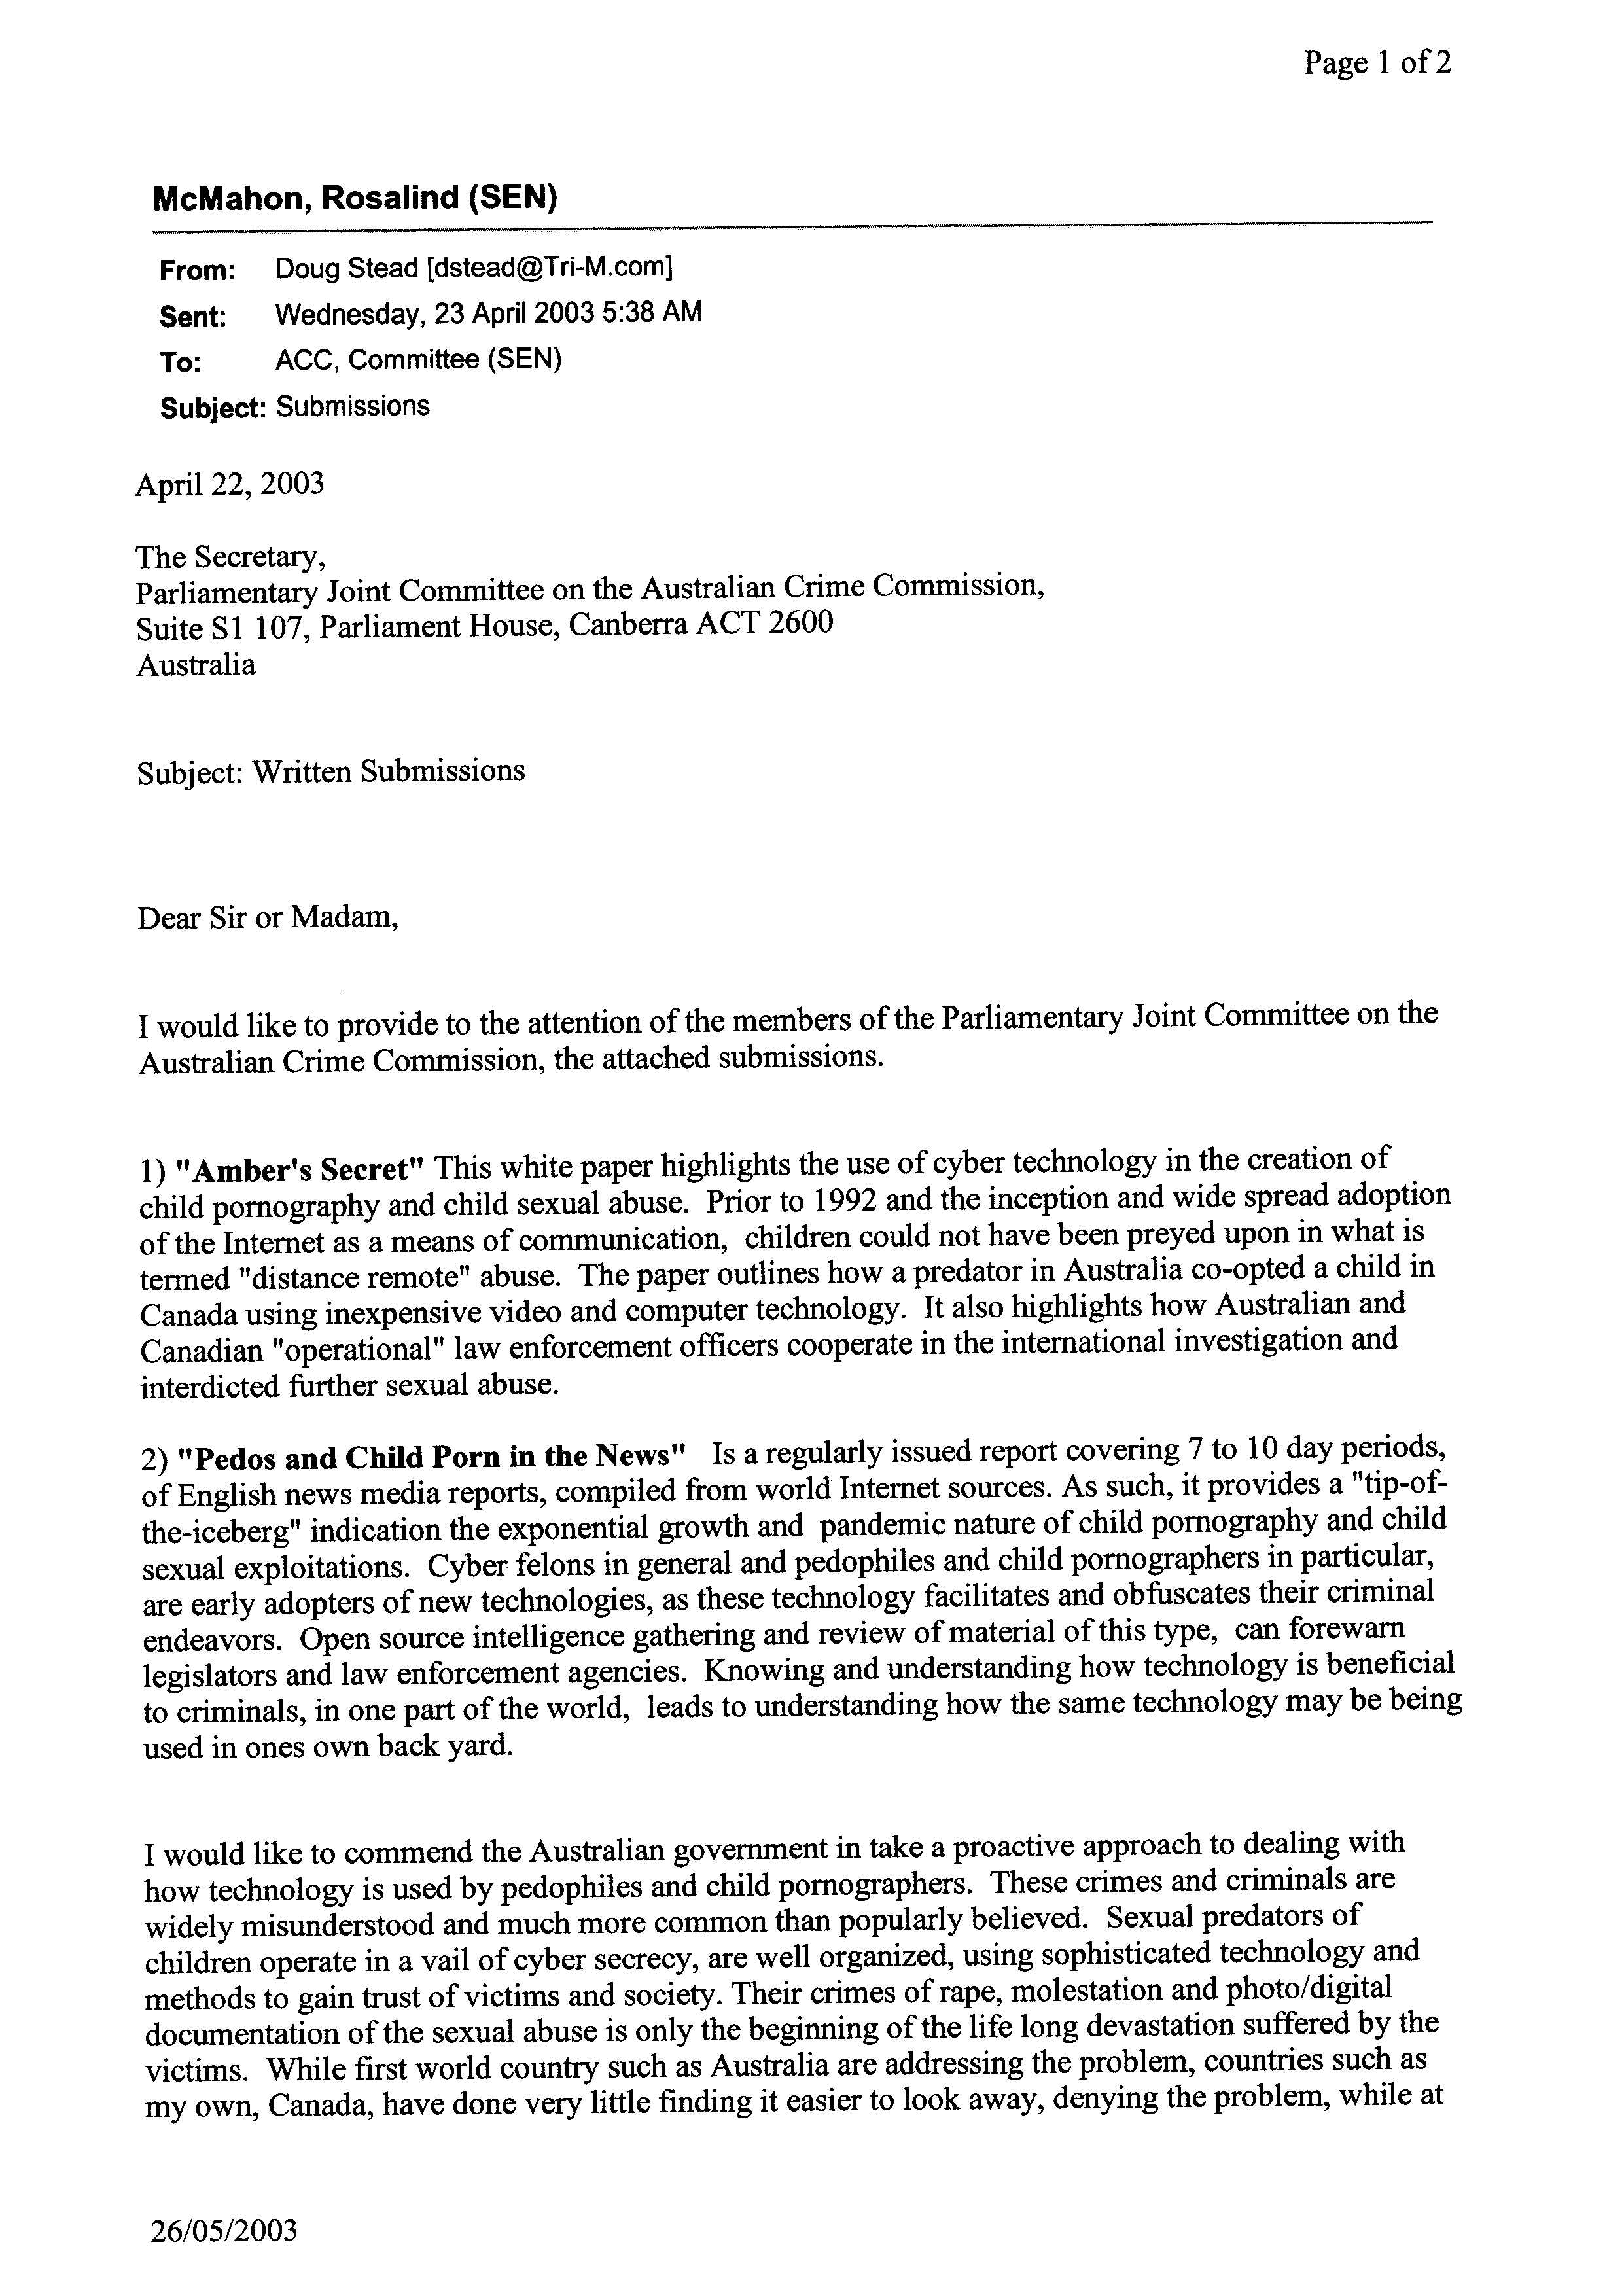 Page 1 of 2
McMahon, Rosalind (SEN)
From: Doug Stead [dstead@Tri-M.com]
Sent: Wednesday, 23 April 2003 5:38 AM
To: ACC, Committee (SEN)
Subject: Submissions
April 22, 2003
The Secretary,
Parliamentary Joint Committee on the Australian Crime Commission,
Suite S1 107, Parliament House, Canberra ACT 2600
Australia
Subject: Written Submissions
Dear Sir or Madam,
I would like to provide to the attention of the members of the Parliamentary Joint Committee on the
Australian Crime Commission, the attached submissions.
1) "Amber's Secret" This white paper highlights the use of cyber technology in the creation of
child pornography and child sexual abuse. Prior to 1992 and the inception and wide spread adoption
of the Internet as a means of communication, children could not have been preyed upon in what is
termed "distance remote" abuse. The paper outlines how a predator in Australia co-opted a child in
Canada using inexpensive video and computer technology. It also highlights how Australian and
Canadian "operational" law enforcement officers cooperate in the international investigation and
interdicted further sexual abuse.
2) "Pedos and Child Porn in the News" Is a regularly issued report covering 7 to 10 day periods,
of English news media reports, compiled from world Internet sources. As such, it provides a "tip-of-
the-iceberg" indication the exponential growth and pandemic nature of child pornography and child
sexual exploitations. Cyber felons in general and pedophiles and child pornographers in particular,
are early adopters of new technologies, as these technology facilitates and obfuscates their criminal
endeavors. Open source intelligence gathering and review of material of this type, can forewarn
legislators and law enforcement agencies. Knowing and understanding how technology is beneficial
to criminals, in one part of the world, leads to understanding how the same technology may be being
used in ones own back yard.
I would like to commend the Australian government in take a proactive approach to dealing with
how technology is used by pedophiles and child pornographers. These crimes and criminals are
widely misunderstood and much more common than popularly believed. Sexual predators of
children operate in a vail of cyber secrecy, are well organized, using sophisticated technology and
methods to gain trust of victims and society. Their crimes of rape, molestation and photo/digital
documentation of the sexual abuse is only the beginning of the life long devastation suffered by the
victims. While first world country such as Australia are addressing the problem, countries such as
my own, Canada, have done very little finding it easier to look away, denying the problem, while at
26/05/2003